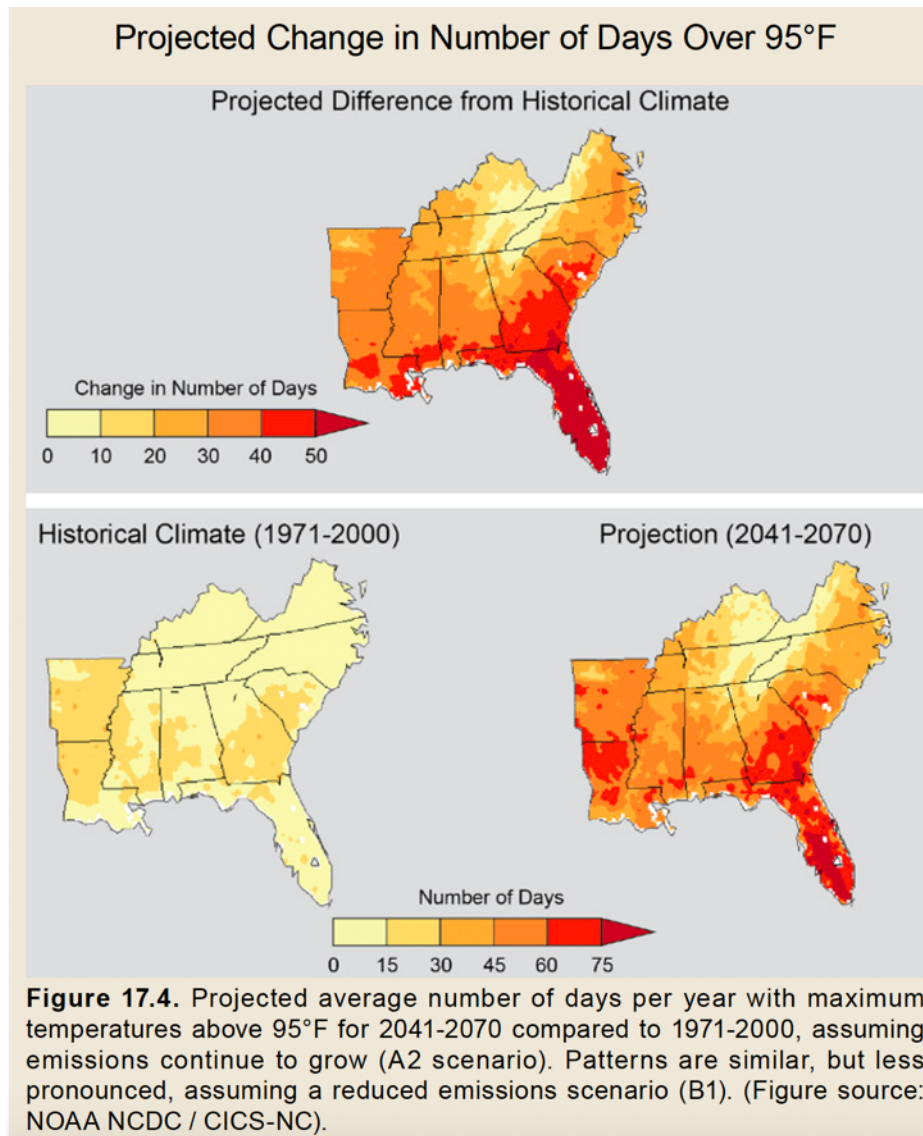 Projected Change in Number of Days Over 95°F
Projected Difference from Historical Climate
Change in Number of Days
0 10 20 30 40 50
Historical Climate (1971-2000)
Projection (2041-2070)
Number of Days
0 15 30 45 60 75
Figure 17.4. Projected average number of days per year with maximum
temperatures above 95°F for 2041-2070 compared to 1971-2000, assuming
emissions continue to grow (A2 scenario). Patterns are similar, but less
pronounced, assuming a reduced emissions scenario (B1). (Figure source:
NOAA NCDC / CICS-NC).